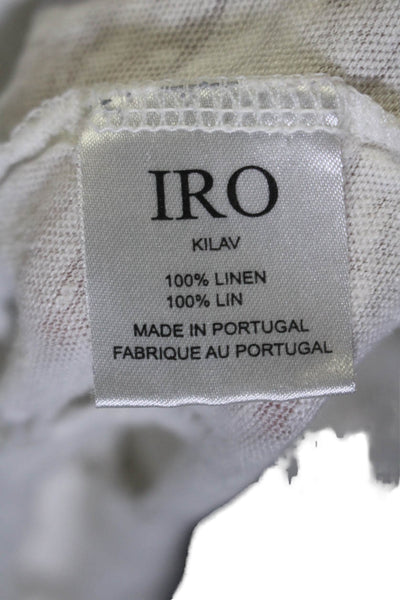 IRO
KILAV
100% LINEN
100% LIN
MADE IN PORTUGAL
FABRIQUE AU PORTUGAL